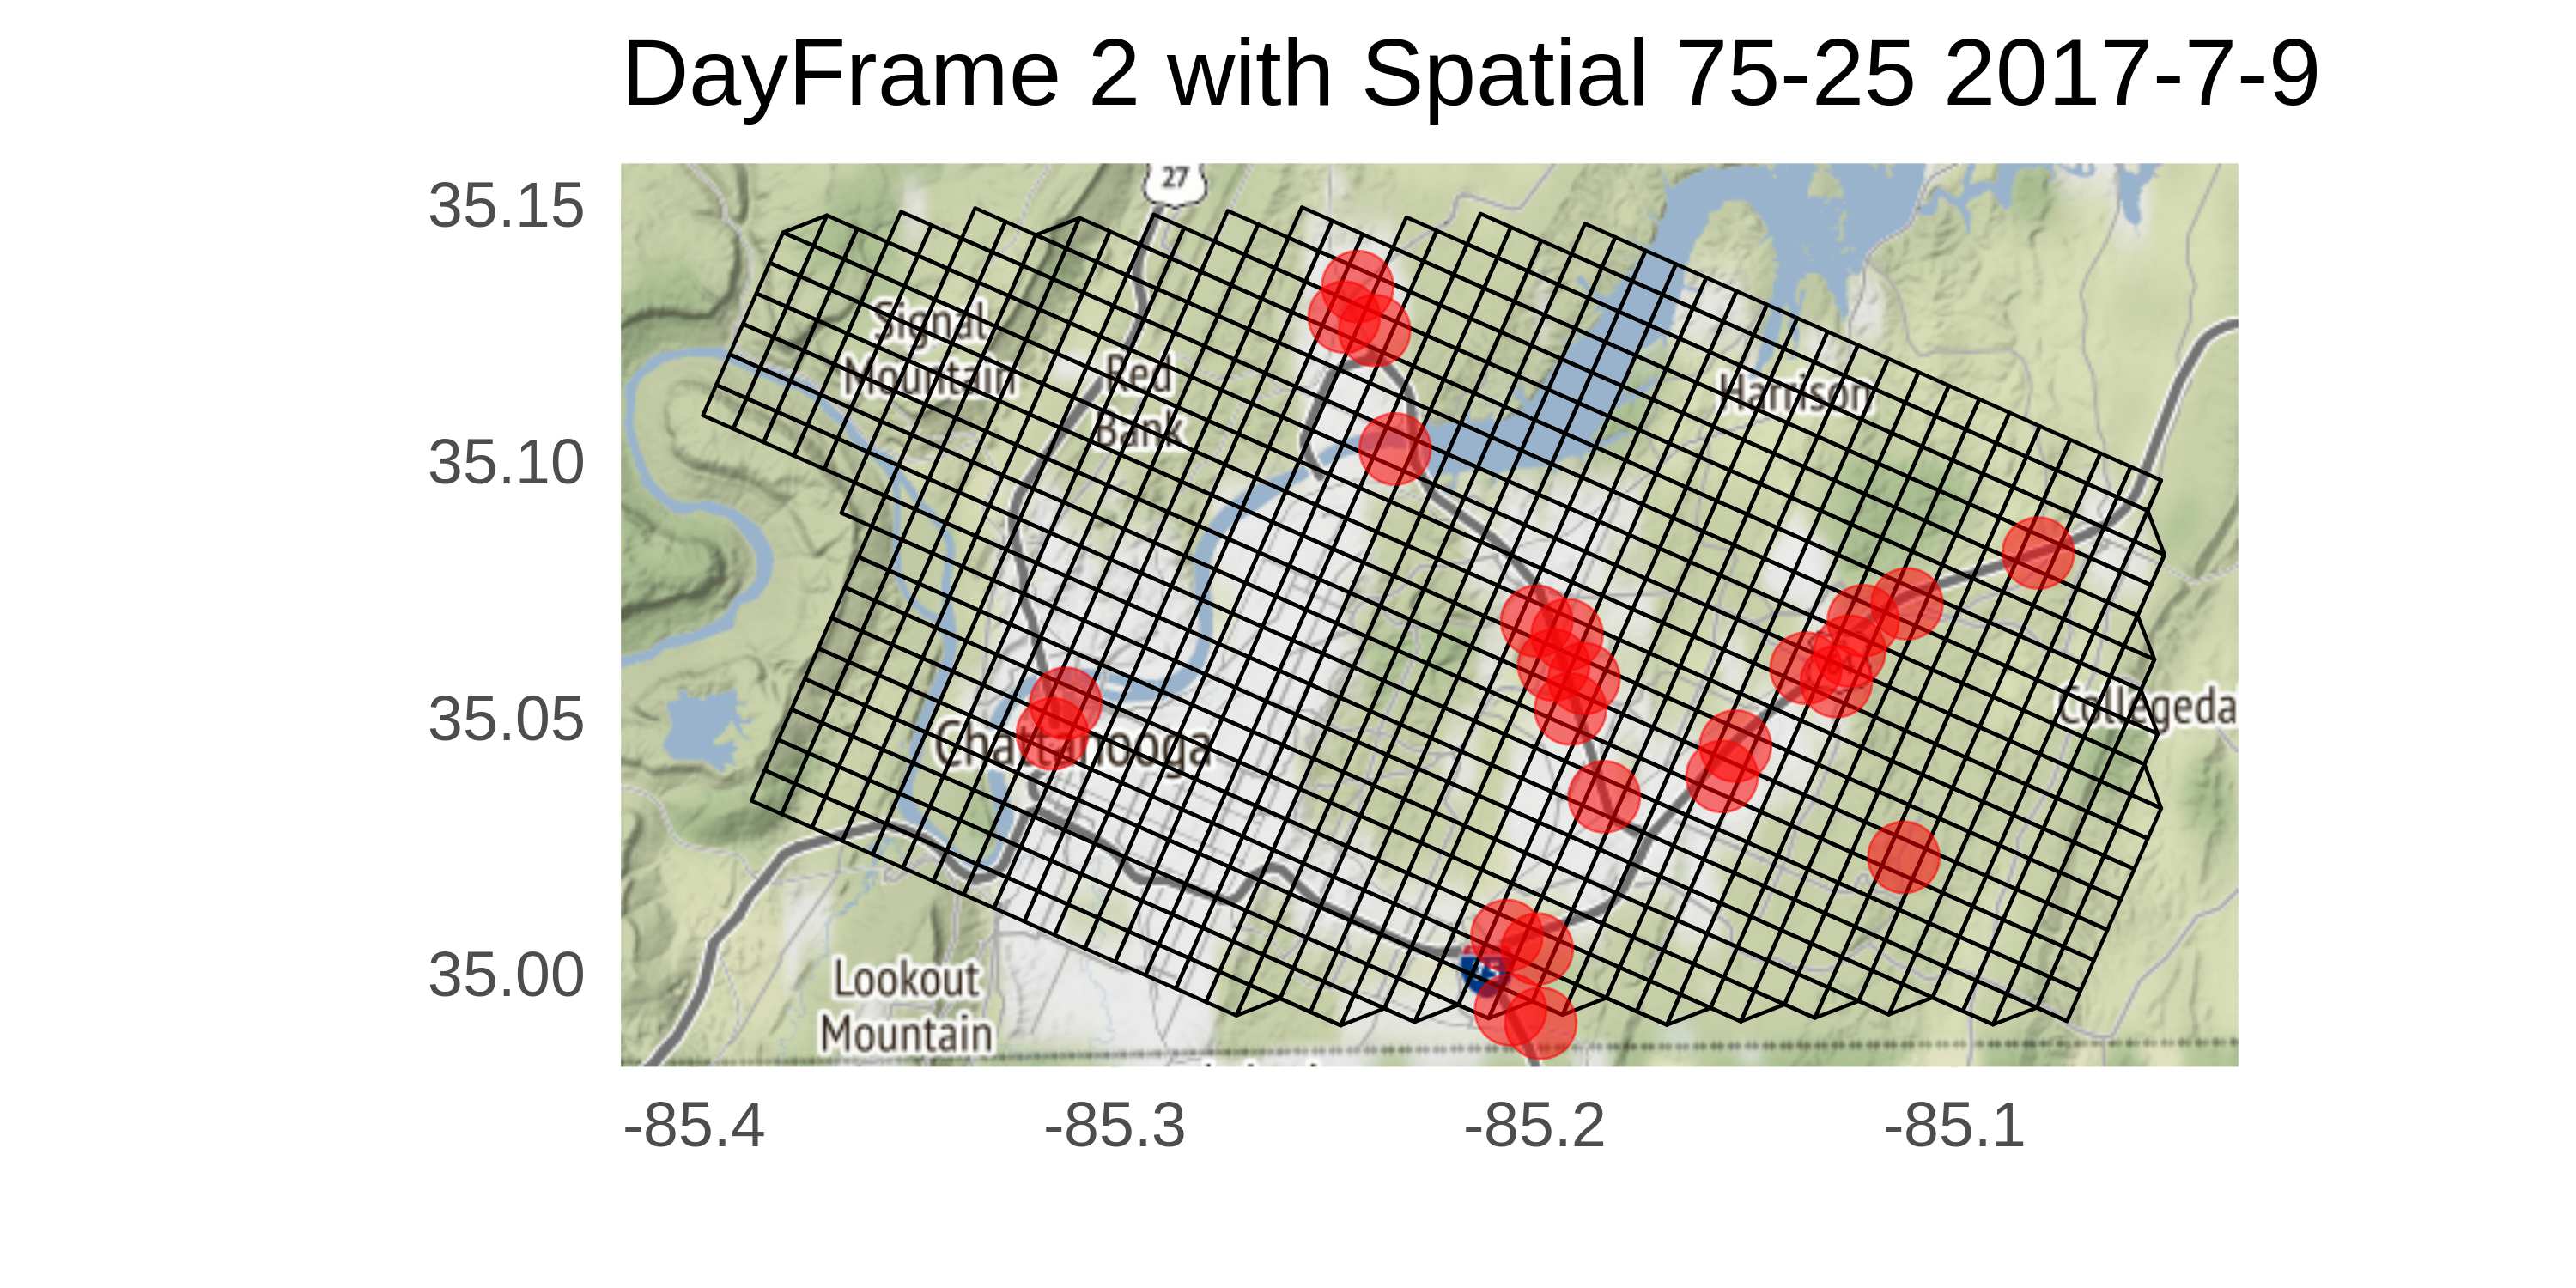 DayFrame 2 with Spatial 75-25 2017-7-9
35.15
35.10
35.05
35.00
27
Signal
Mountain
Red
Bank
Harrison
Collegeda
Chattanooga
Lookout
Mountain
-85.4
-85.3
-85.2
-85.1